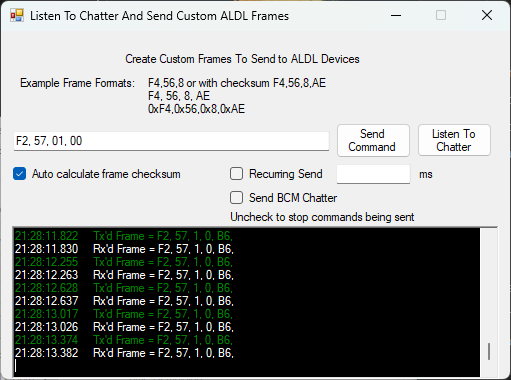 Listen To Chatter And Send Custom ALDL Frames
Create Custom Frames To Send to ALDL Devices
Example Frame Formats: F4,56,8 or with checksum F4,56,8,AE
F4, 56, 8, AE
0xF4,0x56,0x8,0xAE
F2, 57, 01, 00
Send Command
Listen To Chatter
Auto calculate frame checksum
Recurring Send
ms
Send BCM Chatter
Uncheck to stop commands being sent
21:28:11.822 Tx'd Frame = F2, 57, 1, 0, B6,
21:28:11.830 Rx'd Frame = F2, 57, 1, 0, B6,
21:28:12.255 Tx'd Frame = F2, 57, 1, 0, B6,
21:28:12.263 Rx'd Frame = F2, 57, 1, 0, B6,
21:28:12.628 Tx'd Frame = F2, 57, 1, 0, B6,
21:28:12.637 Rx'd Frame = F2, 57, 1, 0, B6,
21:28:13.017 Tx'd Frame = F2, 57, 1, 0, B6,
21:28:13.026 Rx'd Frame = F2, 57, 1, 0, B6,
21:28:13.374 Tx'd Frame = F2, 57, 1, 0, B6,
21:28:13.382 Rx'd Frame = F2, 57, 1, 0, B6,